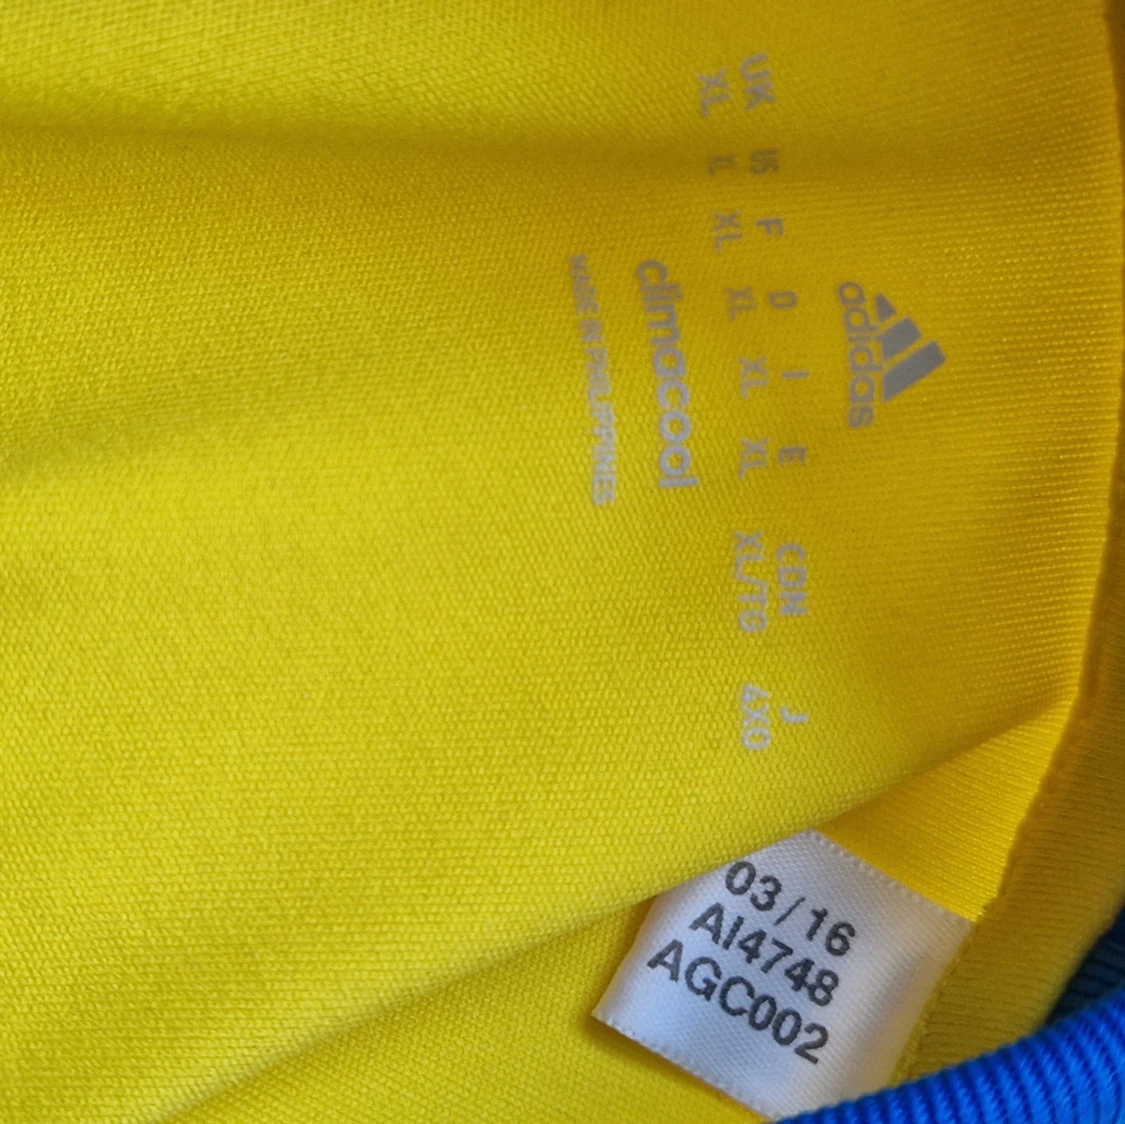 adidas
UK US F D I E CDN J
XL XL XL XL XL XL XL/TG 4XO
climacool
MADE IN PHILIPPINES
03/16
AI4748
AGC002